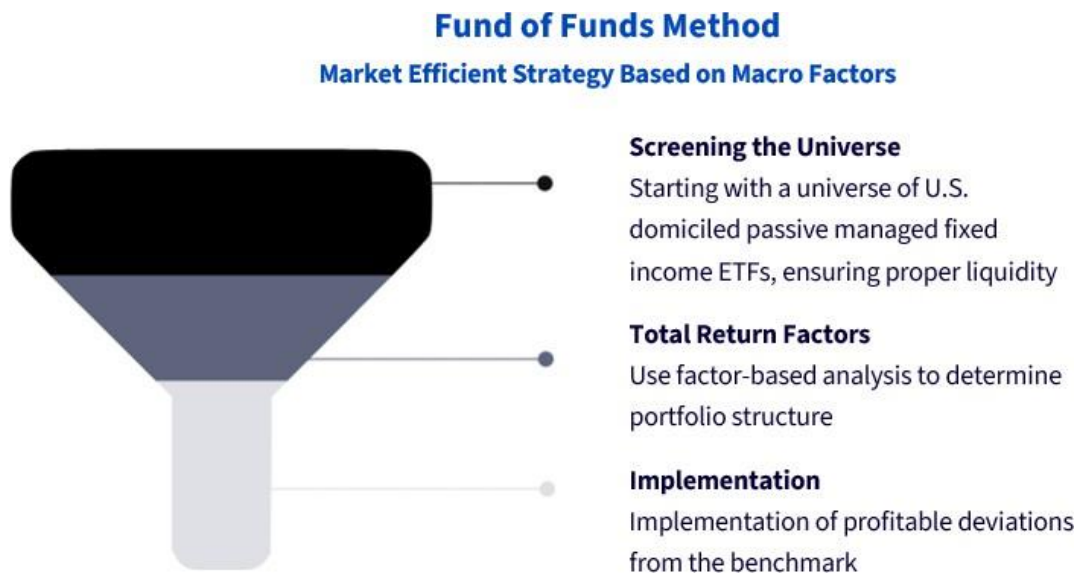 Fund of Funds Method
Market Efficient Strategy Based on Macro Factors
Screening the Universe
Starting with a universe of U.S.
domiciled passive managed fixed
income ETFs, ensuring proper liquidity
Total Return Factors
Use factor-based analysis to determine
portfolio structure
Implementation
Implementation of profitable deviations
from the benchmark